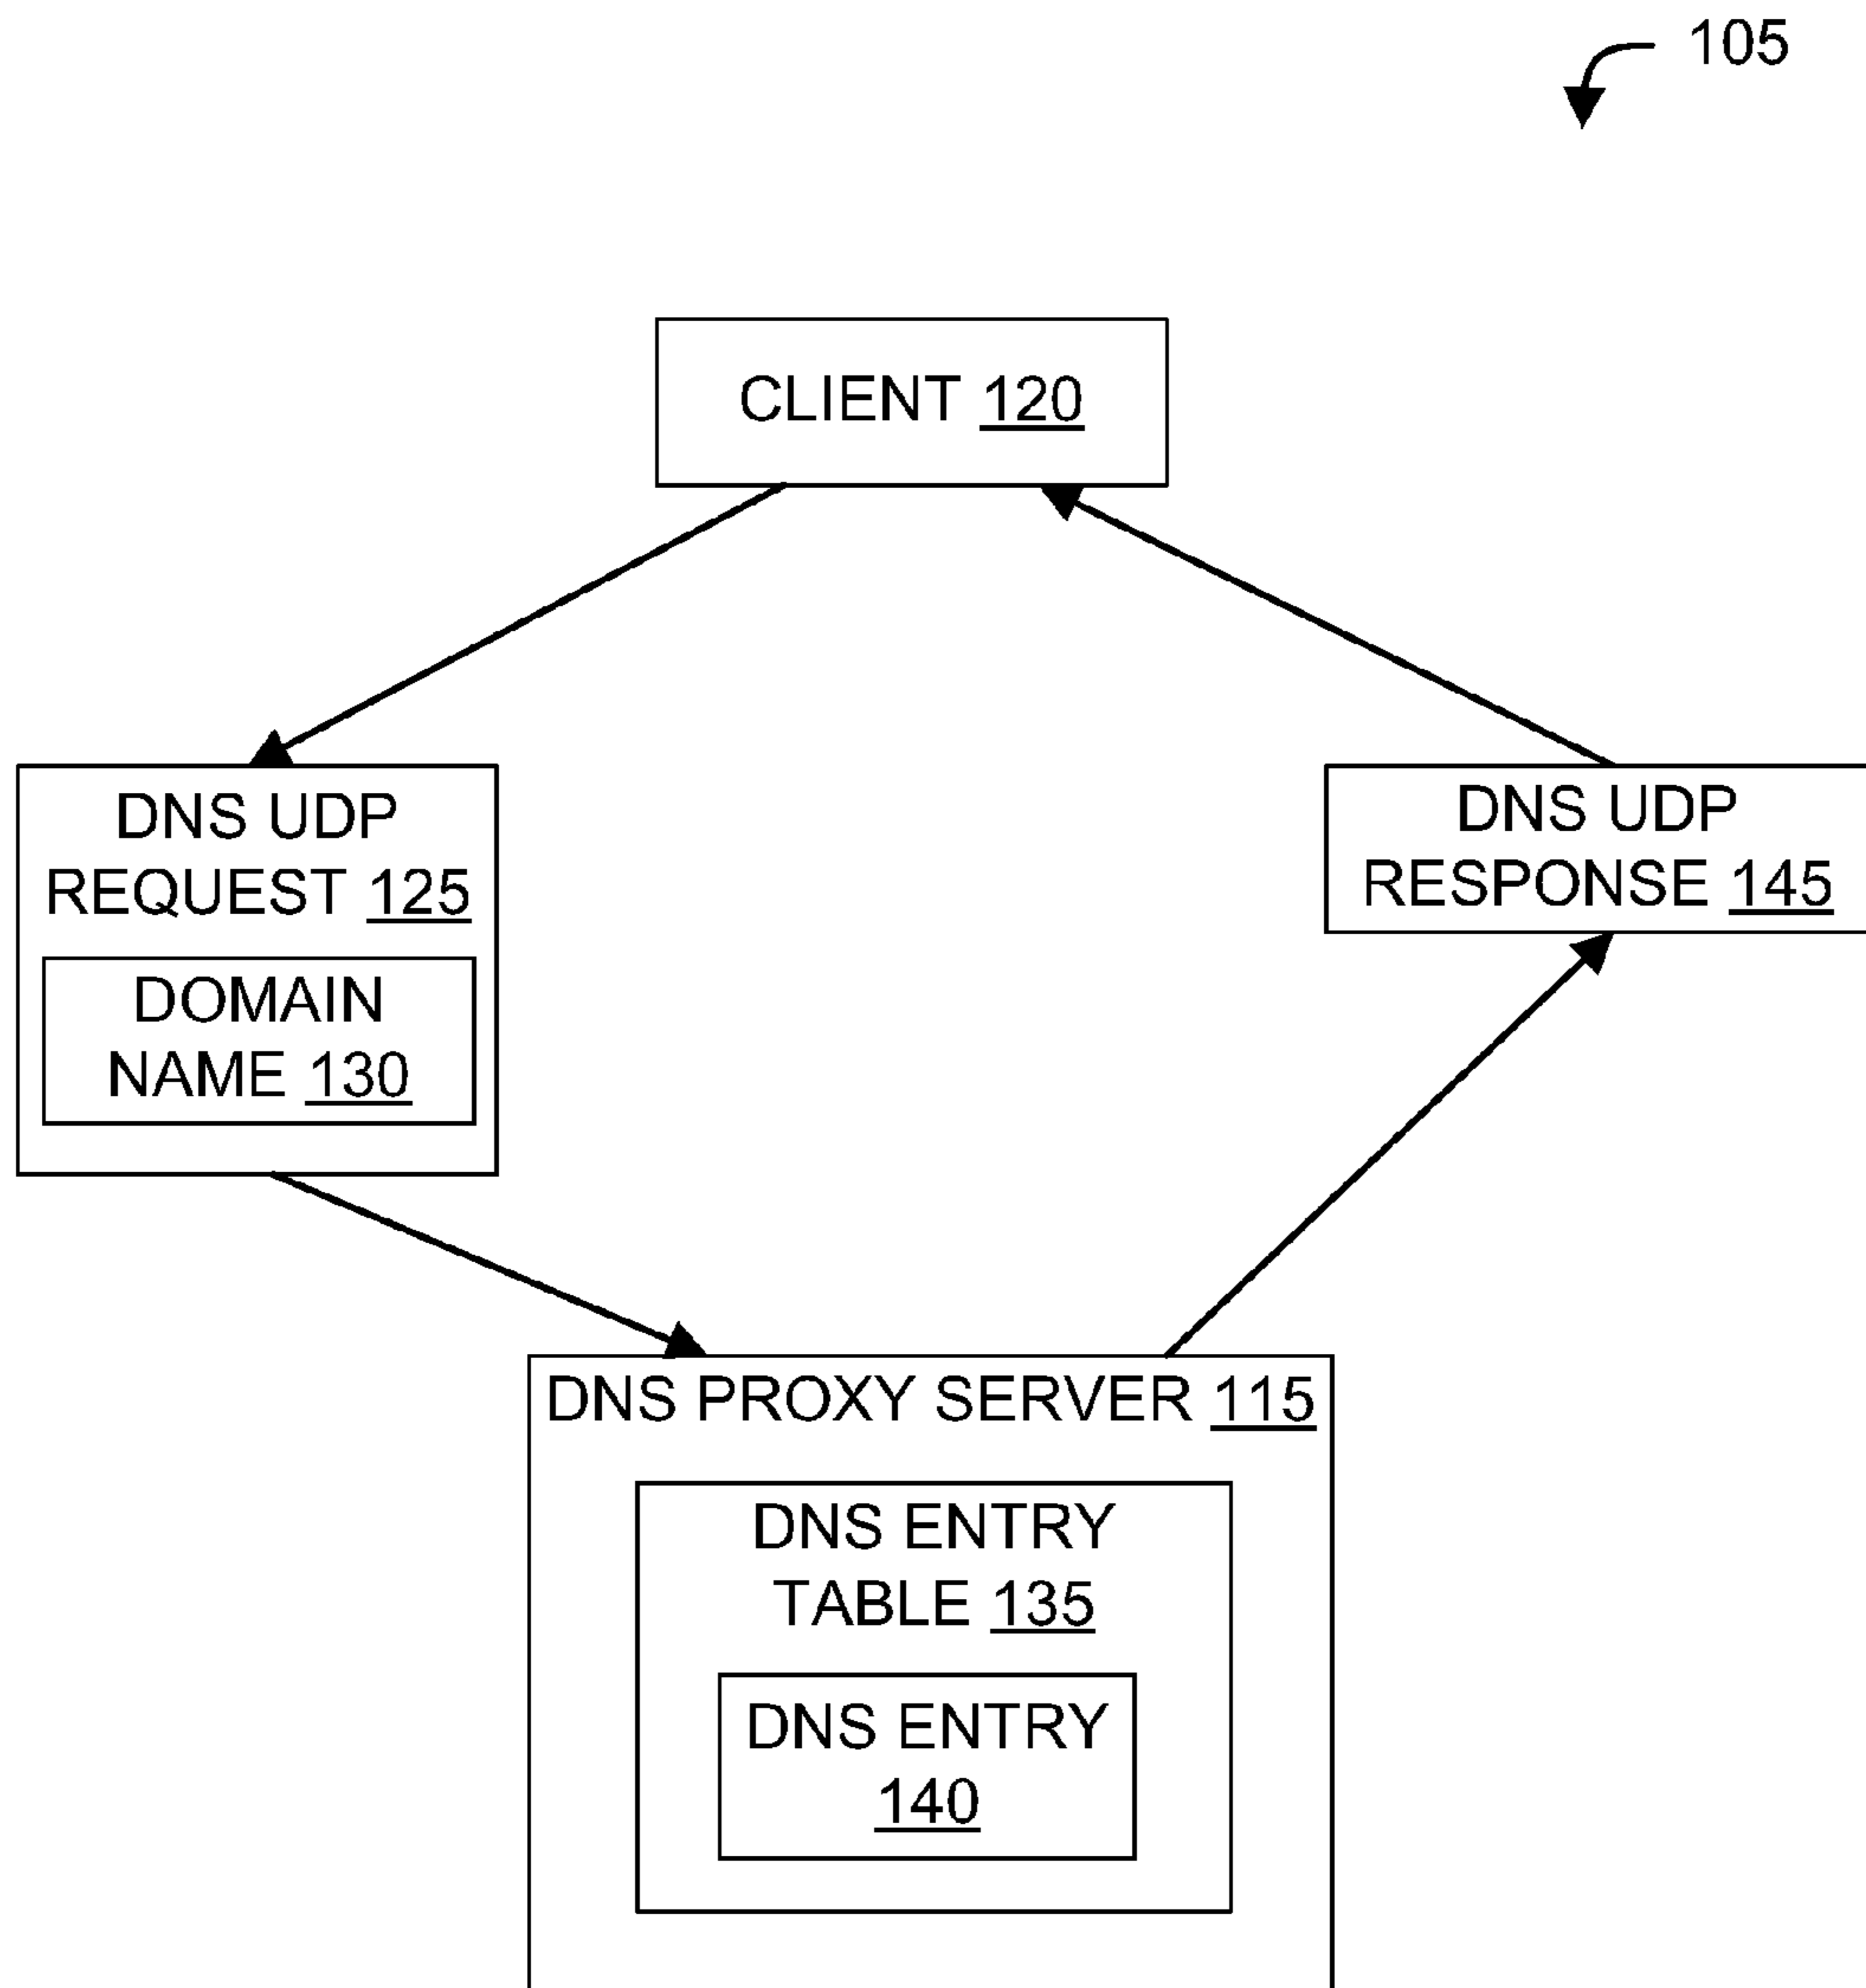 105
CLIENT 120
DNS UDP
REQUEST 125
DOMAIN
NAME 130
DNS UDP
RESPONSE 145
DNS PROXY SERVER 115
DNS ENTRY
TABLE 135
DNS ENTRY
140